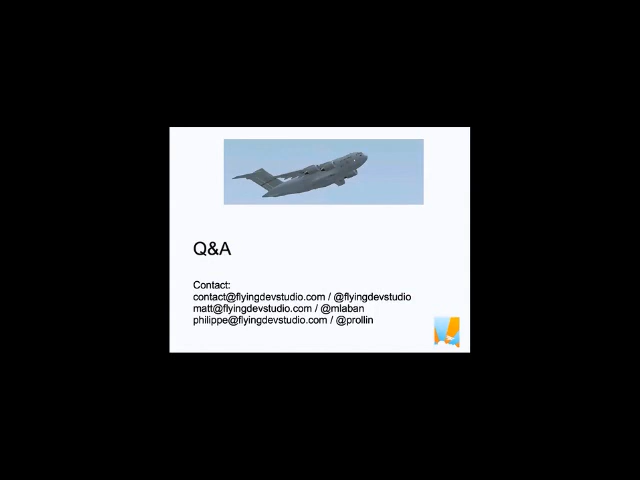 Q&A
Contact:
contact@flyingdevstudio.com / @flyingdevstudio
matt@flyingdevstudio.com / @mlaban
philippe@flyingdevstudio.com / @prollin